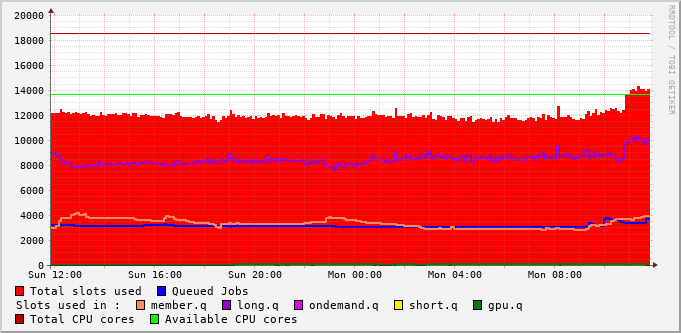 RRDTOOL / TOBI OETIKER
20000
18000
16000
14000
12000
10000
8000
6000
4000
2000
0
Sun 12:00 Sun 16:00 Sun 20:00 Mon 00:00 Mon 04:00 Mon 08:00
Total slots used Queued Jobs
Slots used in : member.q long.q ondemand.q short.q gpu.q
Total CPU cores Available CPU cores